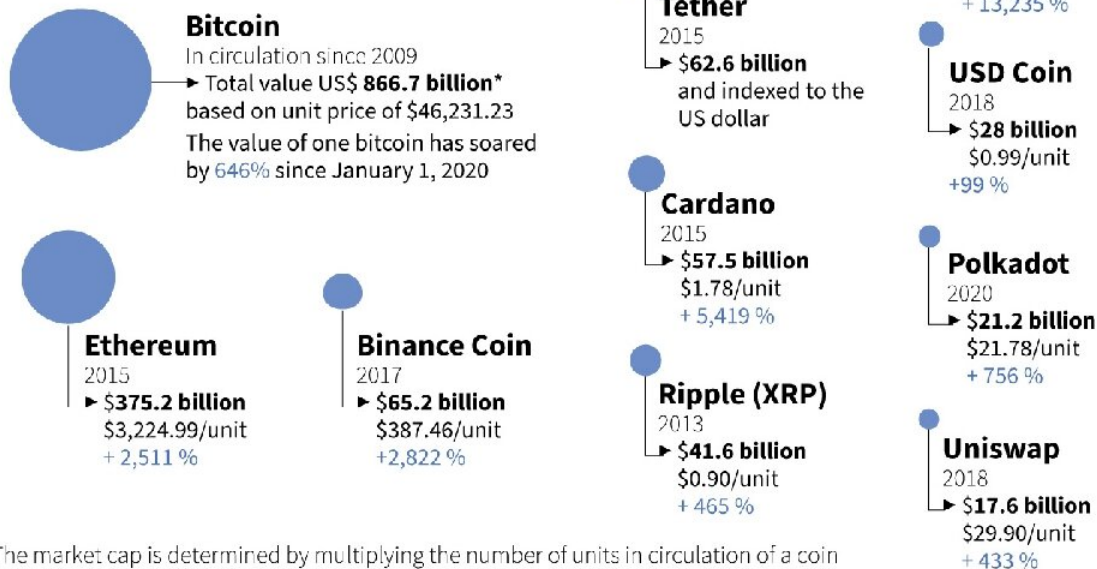 Bitcoin
In circulation since 2009
Total value US$ 866.7 billion*
based on unit price of $46,231.23
The value of one bitcoin has soared
by 646% since January 1, 2020
Ethereum
2015
$375.2 billion
$3,224.99/unit
+ 2,511 %
Binance Coin
2017
$65.2 billion
$387.46/unit
+2,822 %
Tether
2015
$62.6 billion
and indexed to the
US dollar
Cardano
2015
$57.5 billion
$1.78/unit
+ 5,419 %
Ripple (XRP)
2013
$41.6 billion
$0.90/unit
+ 465 %
+ 13,235 %
USD Coin
2018
$28 billion
$0.99/unit
+99 %
Polkadot
2020
$21.2 billion
$21.78/unit
+ 756 %
Uniswap
2018
$17.6 billion
$29.90/unit
+ 433 %
The market cap is determined by multiplying the number of units in circulation of a coin